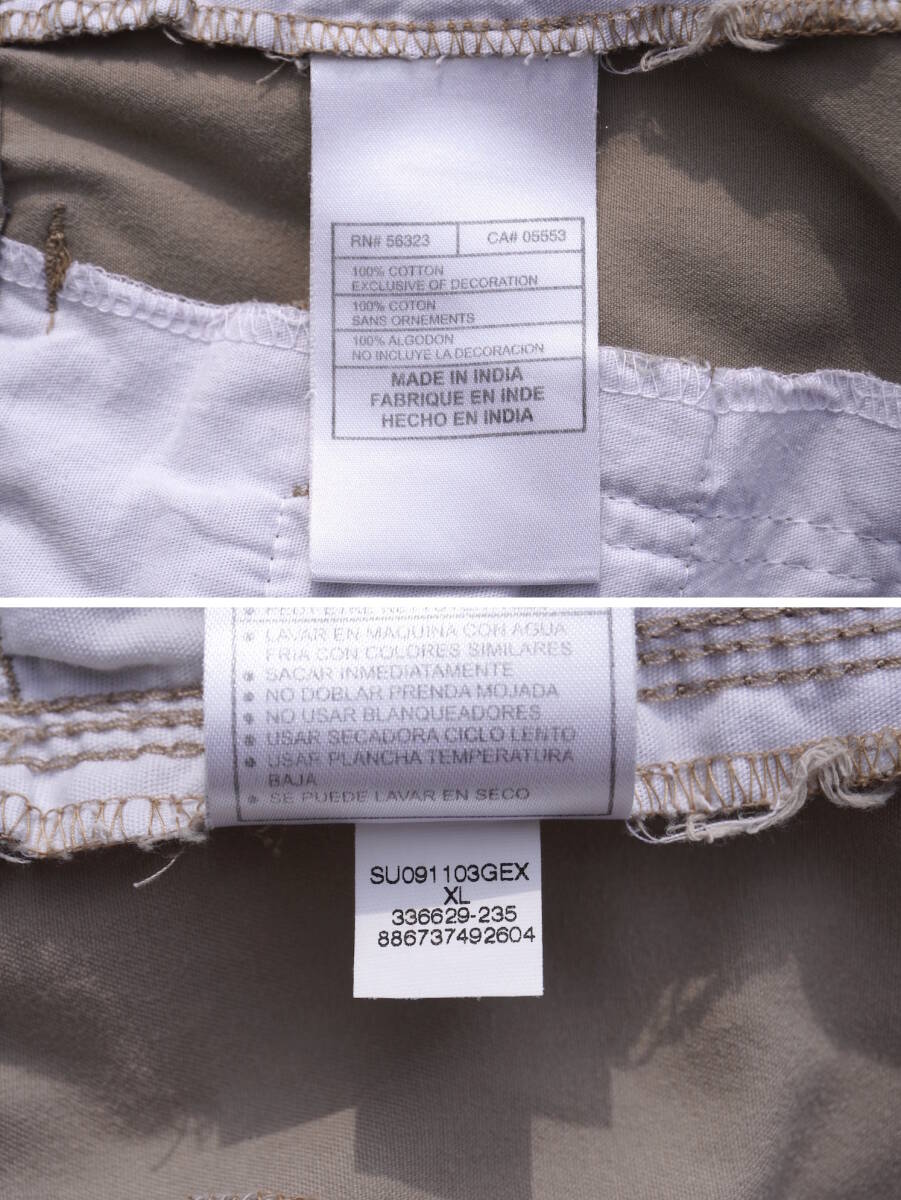 RN# 56323 CA# 05553
100% COTTON
EXCLUSIVE OF DECORATION
100% COTON
SANS ORNEMENTS
100% ALGODON
NO INCLUYE LA DECORACION
MADE IN INDIA
FABRIQUE EN INDE
HECHO EN INDIA
LAVAR EN MAQUINA CON AGUA
FRIA CON COLORES SIMILARES
SACAR INMEDIATAMENTE
NO DOBLAR PRENDA MOJADA
NO USAR BLANQUEADORES
USAR SECADORA CICLO LENTO
USAR PLANCHA TEMPERATURA
BAJA
SE PUEDE LAVAR EN SECO
SU091103GEX
XL
336629-235
886737492604